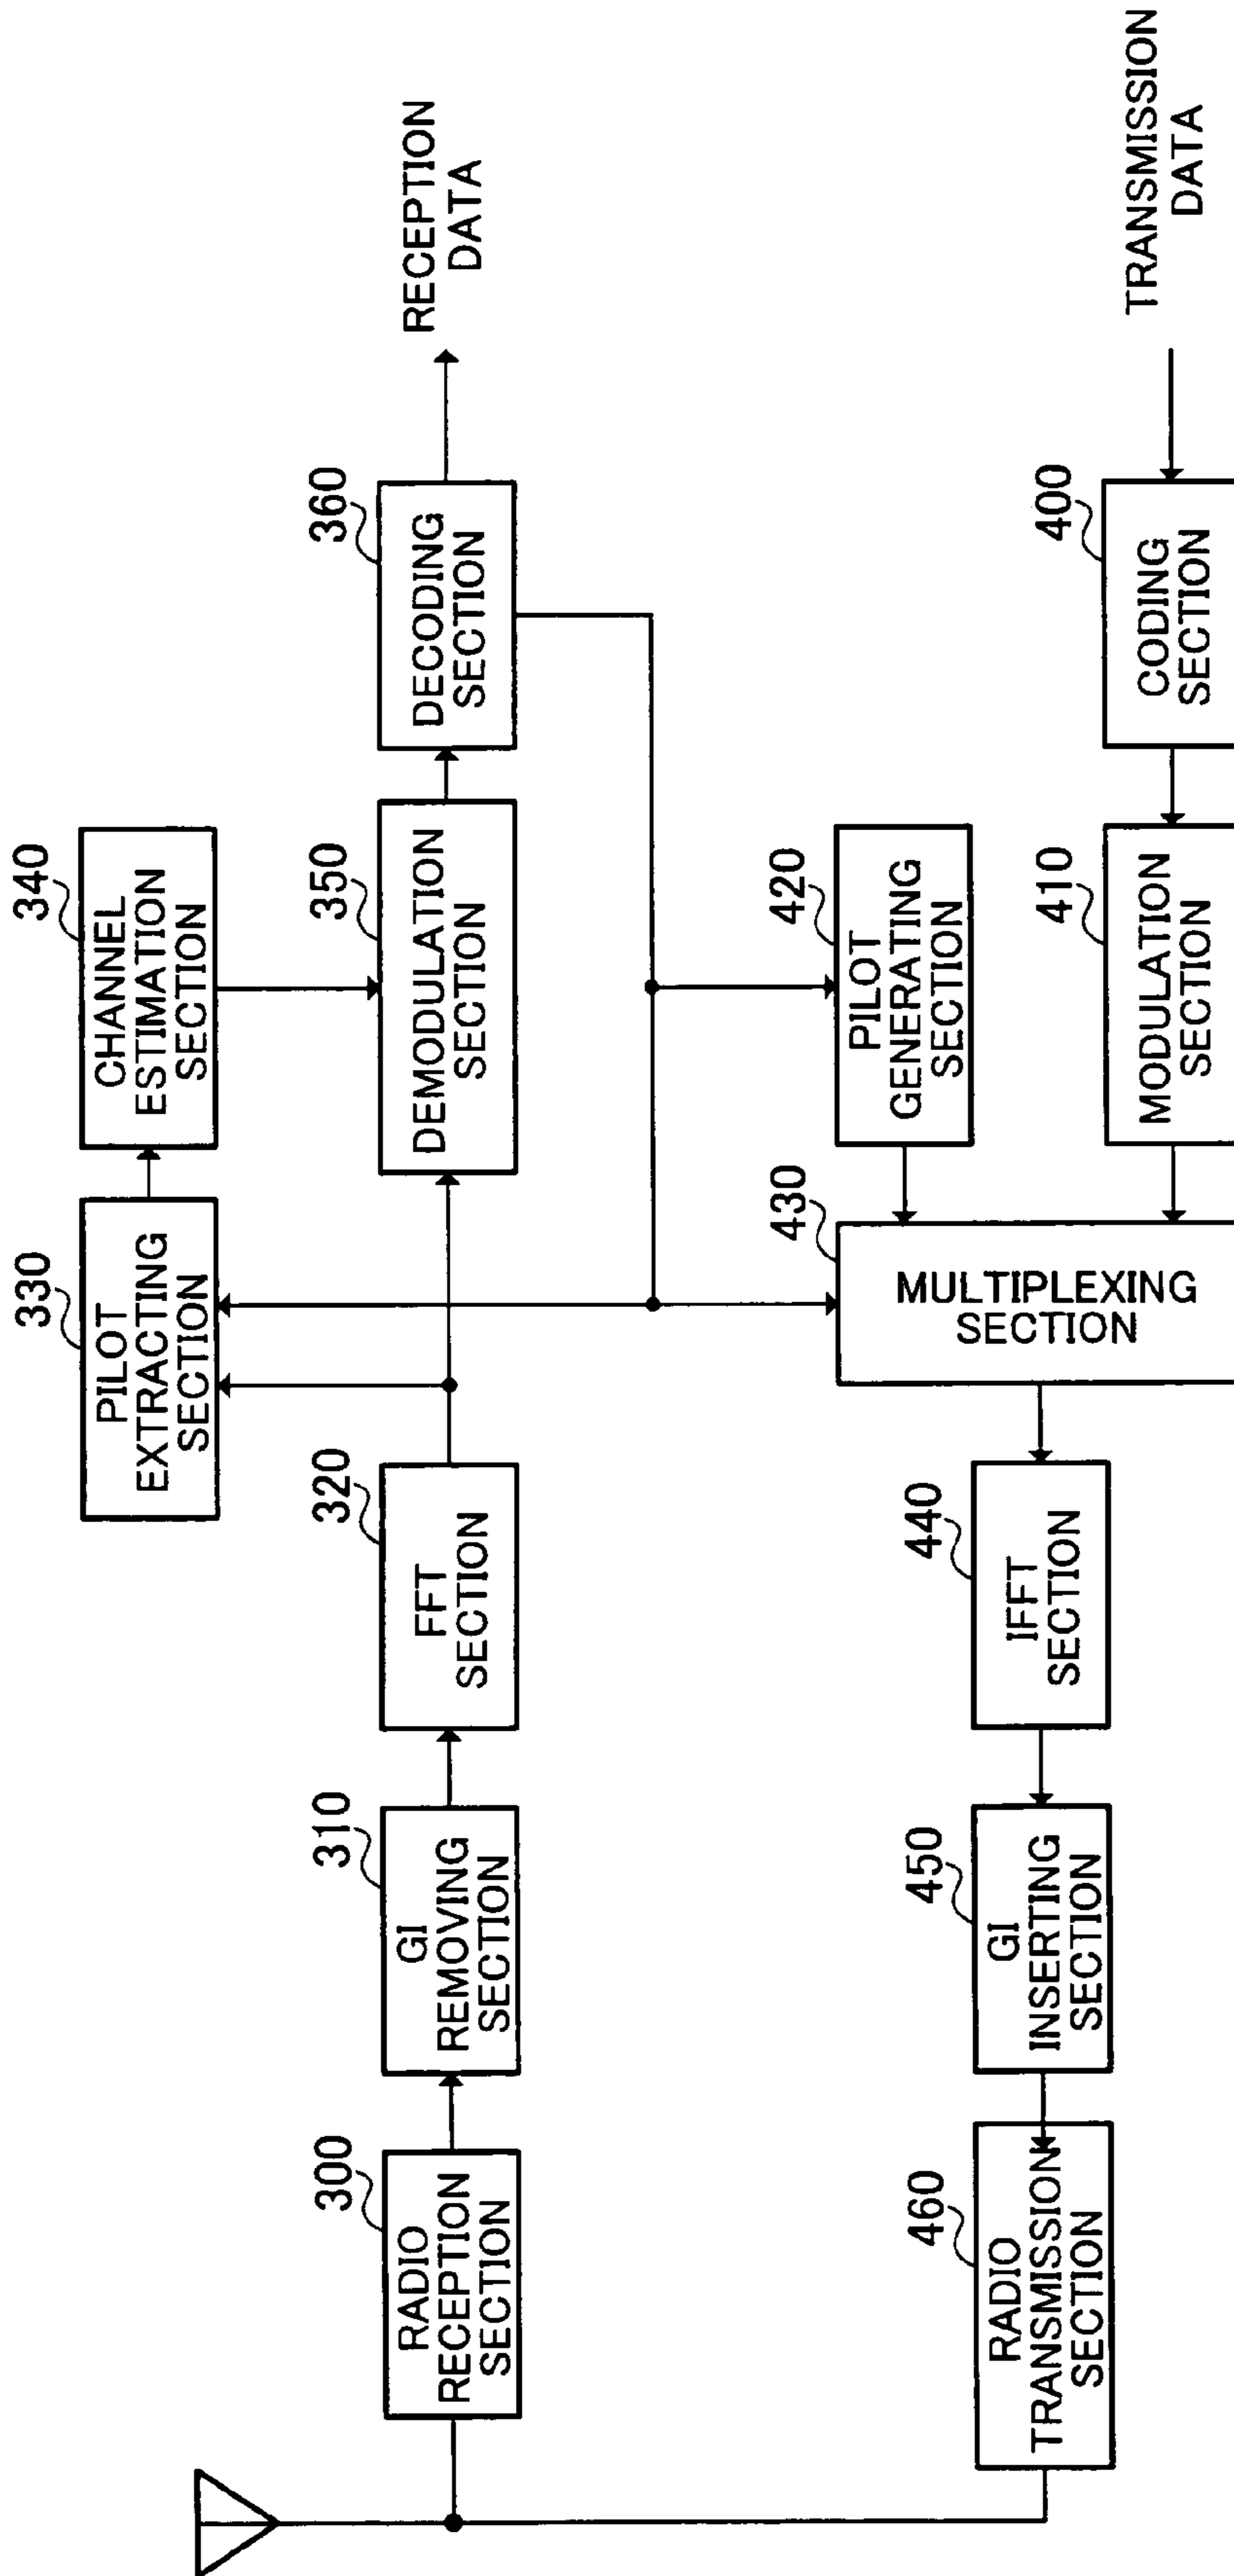 330
PILOT
EXTRACTING
SECTION
340
CHANNEL
ESTIMATION
SECTION
300
RADIO
RECEPTION
SECTION
310
GI
REMOVING
SECTION
320
FFT
SECTION
350
DEMODULATION
SECTION
360
DECODING
SECTION
RECEPTION
DATA
430
MULTIPLEXING
SECTION
420
PILOT
GENERATING
SECTION
460
RADIO
TRANSMISSION
SECTION
450
GI
INSERTING
SECTION
440
IFFT
SECTION
410
MODULATION
SECTION
400
CODING
SECTION
TRANSMISSION
DATA